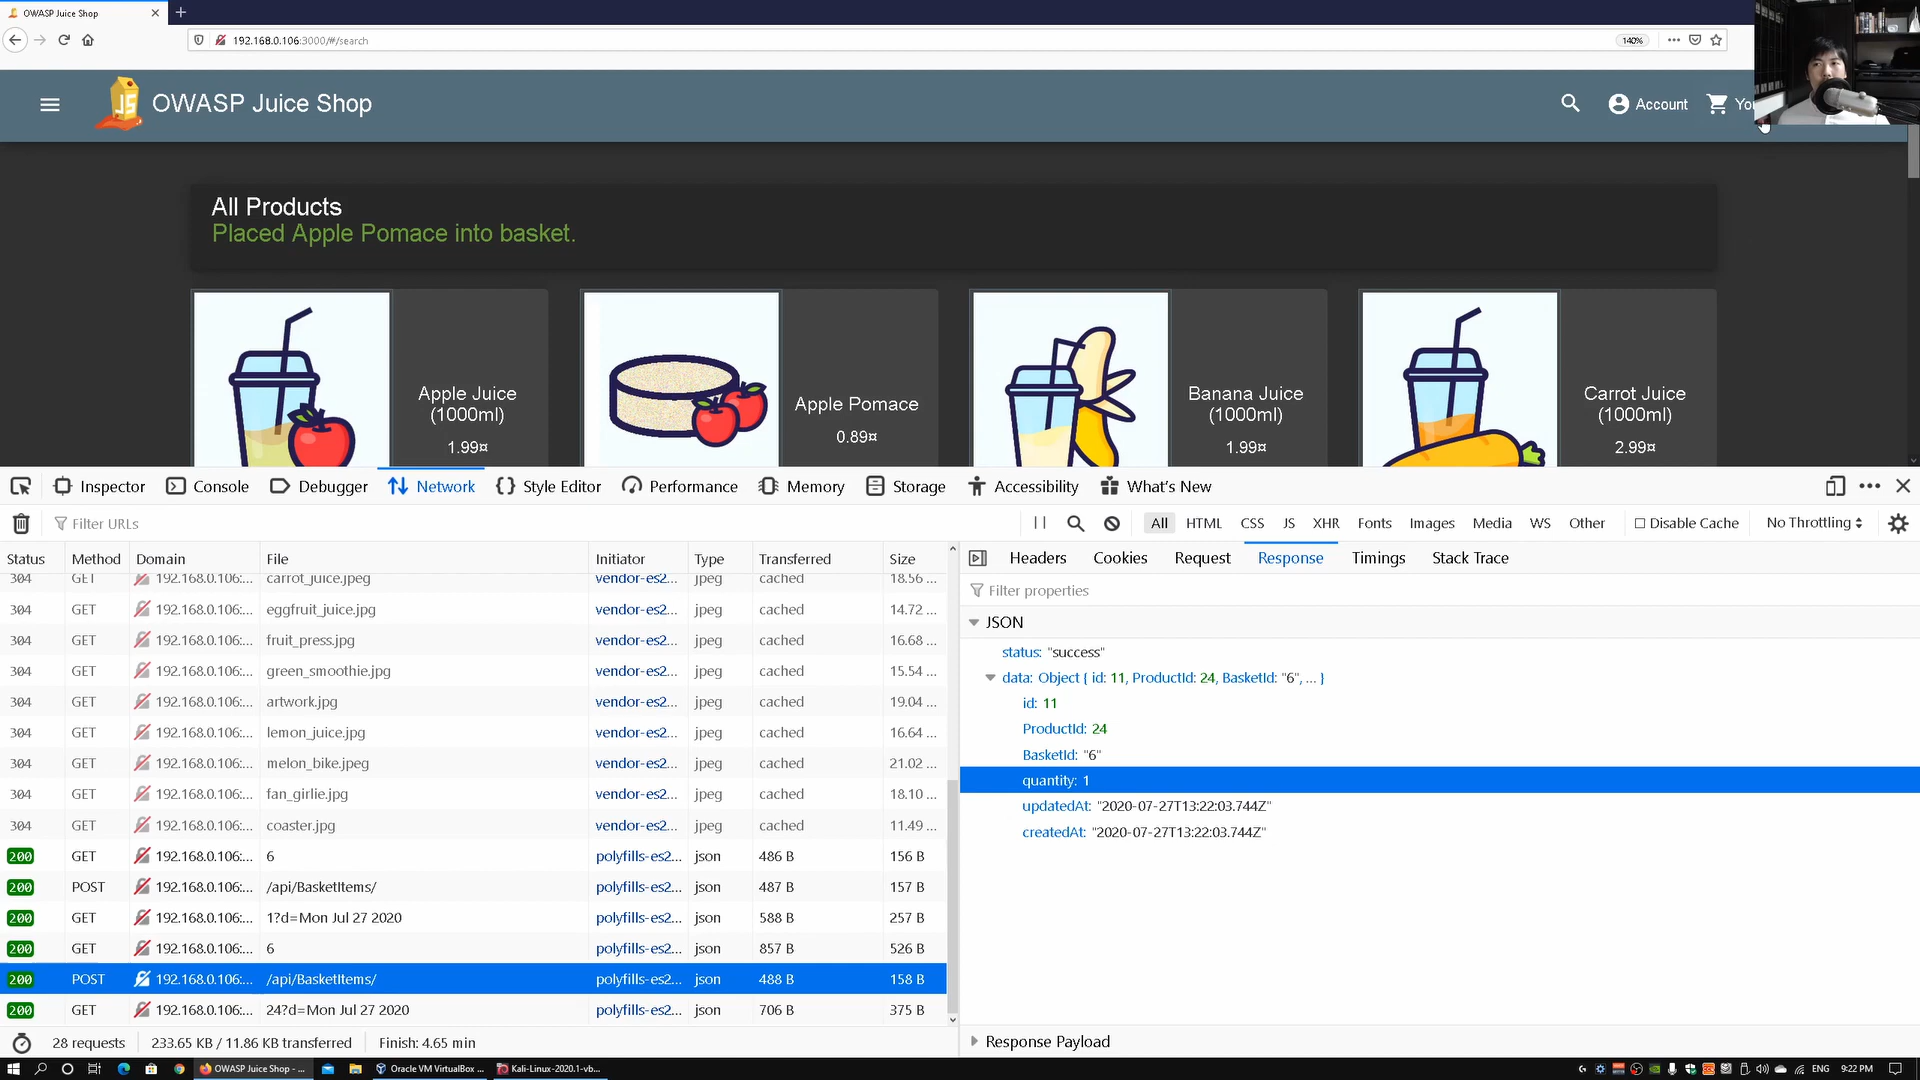 OWASP Juice Shop
192.168.0.106:3000/#/search
140%
JS
OWASP Juice Shop
Account
All Products
Placed Apple Pomace into basket.
Apple Juice
(1000ml)
1.99¤
Apple Pomace
0.89¤
Banana Juice
(1000ml)
1.99¤
Carrot Juice
(1000ml)
2.99¤
Inspector Console Debugger Network Style Editor Performance Memory Storage Accessibility What's New
Filter URLs
All HTML CSS JS XHR Fonts Images Media WS Other Disable Cache No Throttling
Status Method Domain File Initiator Type Transferred Size
304 GET 192.168.0.106:... carrot_juice.jpeg vendor-es2... jpeg cached 18.56 ...
304 GET 192.168.0.106:... eggfruit_juice.jpg vendor-es2... jpeg cached 14.72 ...
304 GET 192.168.0.106:... fruit_press.jpg vendor-es2... jpeg cached 16.68 ...
304 GET 192.168.0.106:... green_smoothie.jpg vendor-es2... jpeg cached 15.54 ...
304 GET 192.168.0.106:... artwork.jpg vendor-es2... jpeg cached 19.04 ...
304 GET 192.168.0.106:... lemon_juice.jpg vendor-es2... jpeg cached 16.64 ...
304 GET 192.168.0.106:... melon_bike.jpeg vendor-es2... jpeg cached 21.02 ...
304 GET 192.168.0.106:... fan_girlie.jpg vendor-es2... jpeg cached 18.10 ...
304 GET 192.168.0.106:... coaster.jpg vendor-es2... jpeg cached 11.49 ...
200 GET 192.168.0.106:... 6 polyfills-es2... json 486 B 156 B
200 POST 192.168.0.106:... /api/BasketItems/ polyfills-es2... json 487 B 157 B
200 GET 192.168.0.106:... 1?d=Mon Jul 27 2020 polyfills-es2... json 588 B 257 B
200 GET 192.168.0.106:... 6 polyfills-es2... json 857 B 526 B
200 POST 192.168.0.106:... /api/BasketItems/ polyfills-es2... json 488 B 158 B
200 GET 192.168.0.106:... 24?d=Mon Jul 27 2020 polyfills-es2... json 706 B 375 B
28 requests 233.65 KB / 11.86 KB transferred Finish: 4.65 min
Headers Cookies Request Response Timings Stack Trace
Filter properties
JSON
status: "success"
data: Object { id: 11, ProductId: 24, BasketId: "6", ... }
id: 11
ProductId: 24
BasketId: "6"
quantity: 1
updatedAt: "2020-07-27T13:22:03.744Z"
createdAt: "2020-07-27T13:22:03.744Z"
Response Payload
OWASP Juice Shop - ... Oracle VM VirtualBox ... Kali-Linux-2020.1-vb... ENG 9:22 PM